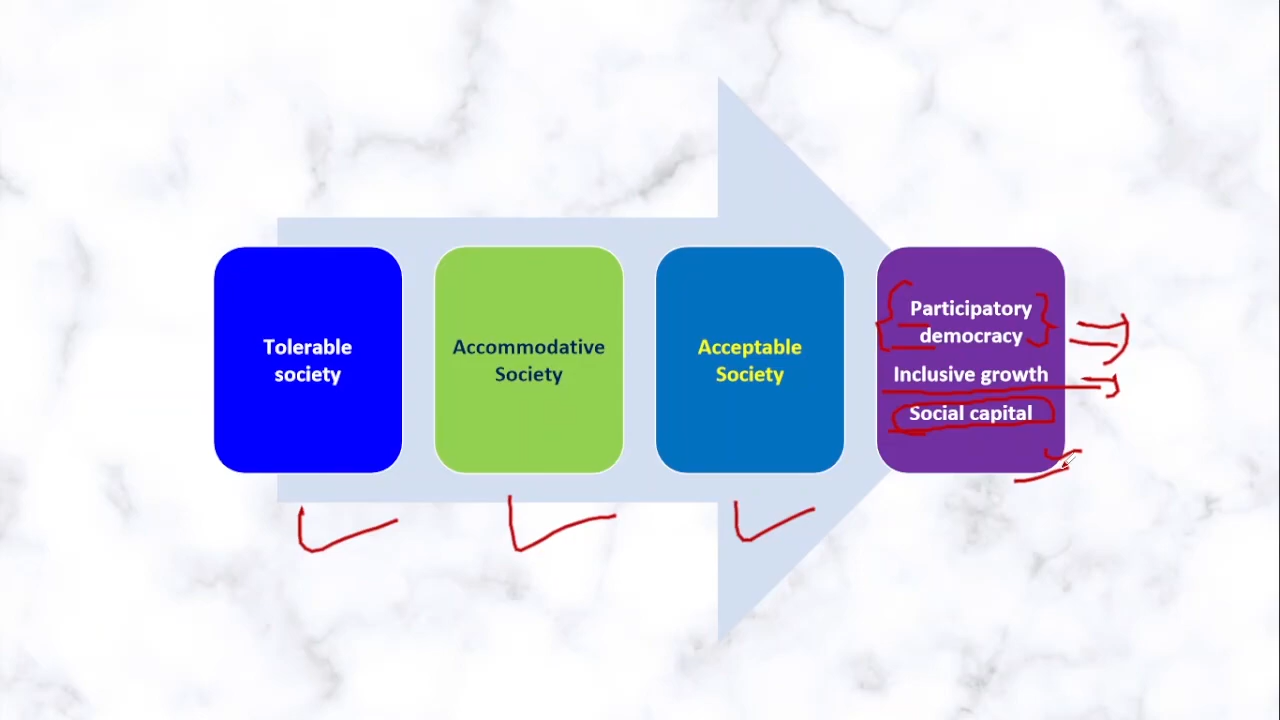 Tolerable
society
Accommodative
Society
Acceptable
Society
Participatory
democracy
Inclusive growth
Social capital